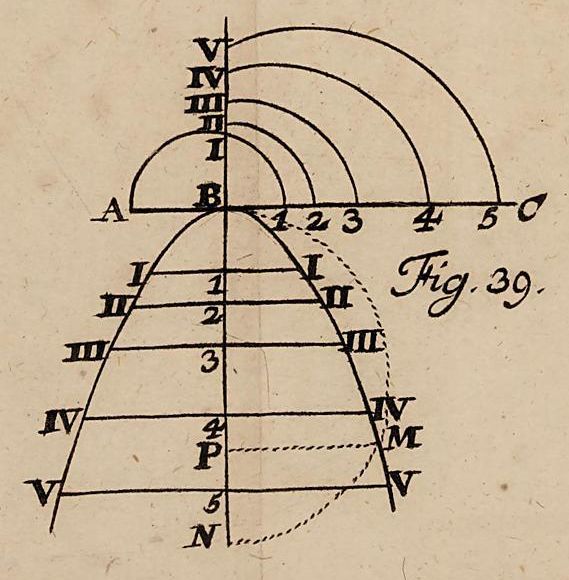 V
IV
III
II
I
A B 1 2 3 4 5 C
I 1 I
Fig. 39.
II 2 II
III 3 III
IV 4 IV
P M
V 5 V
N